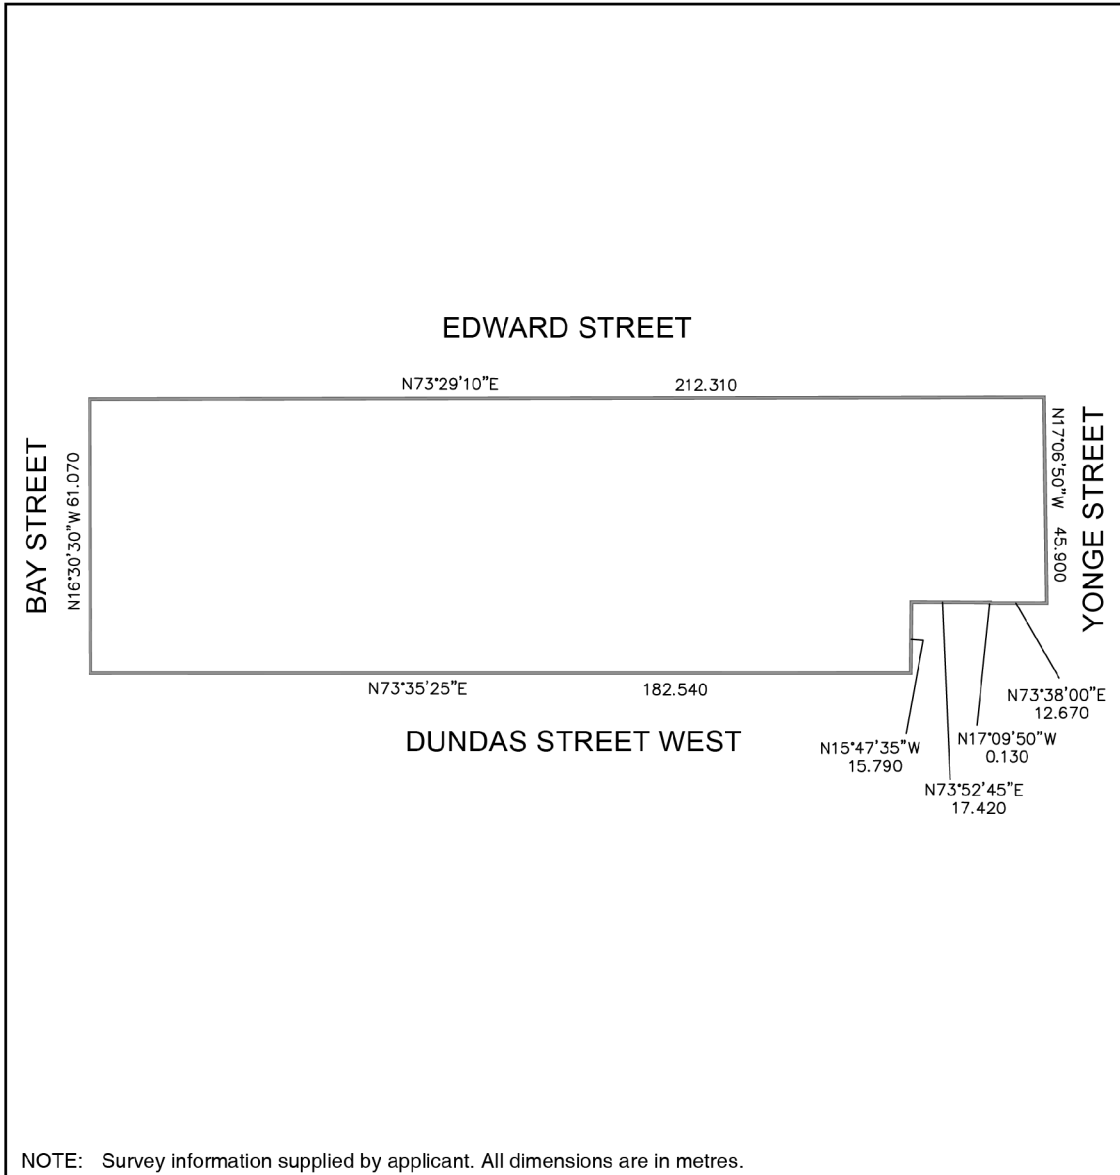 EDWARD STREET
N73°29'10"E 212.310
BAY STREET
N16°30'30"W 61.070
N17°06'50"W 45.900
YONGE STREET
N73°35'25"E 182.540
DUNDAS STREET WEST
N15°47'35"W
15.790
N73°52'45"E
17.420
N17°09'50"W
0.130
N73°38'00"E
12.670
NOTE: Survey information supplied by applicant. All dimensions are in metres.